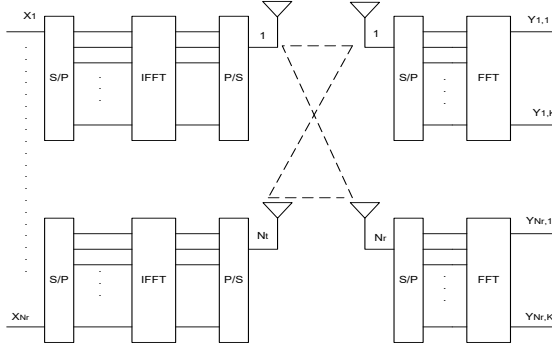 X1
1
1
Y1,1
S/P
IFFT
P/S
S/P
FFT
Y1,K
Nt
Nr
YNr,1
S/P
IFFT
P/S
S/P
FFT
XNr
YNr,K